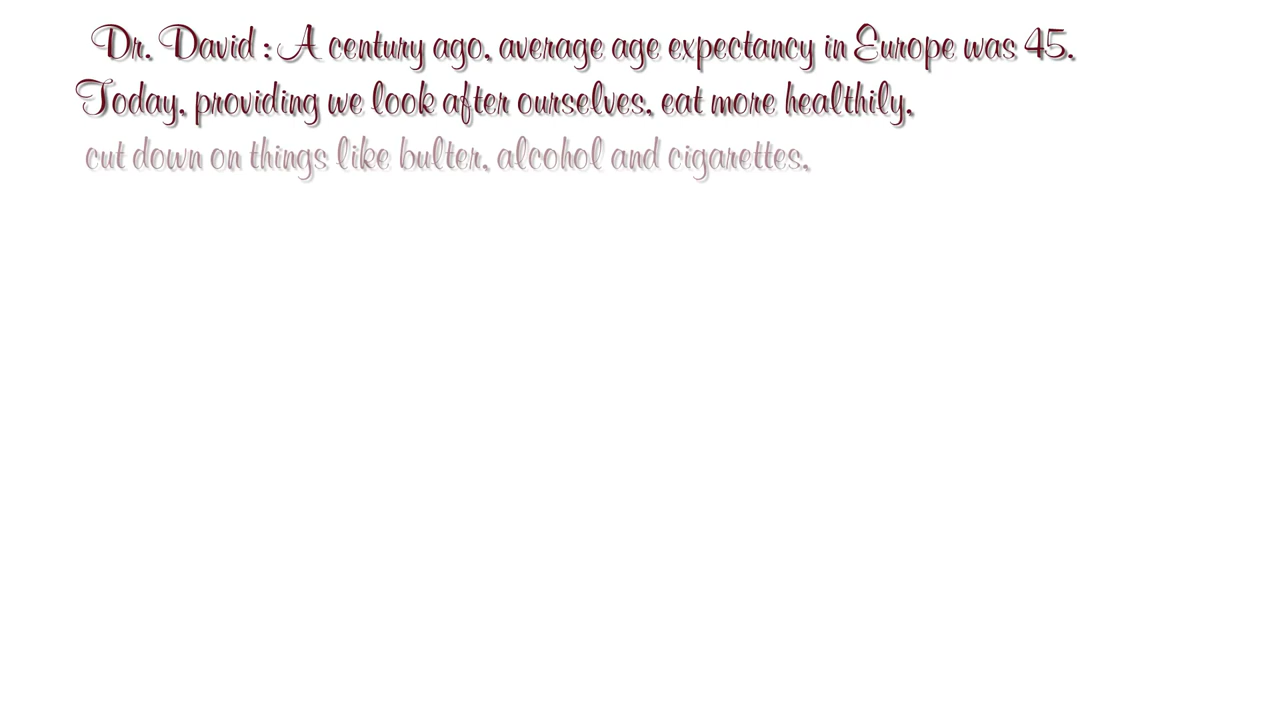 Dr. David : A century ago, average age expectancy in Europe was 45.
Today, providing we look after ourselves, eat more healthily,
cut down on things like bulter, alcohol and cigarettes,